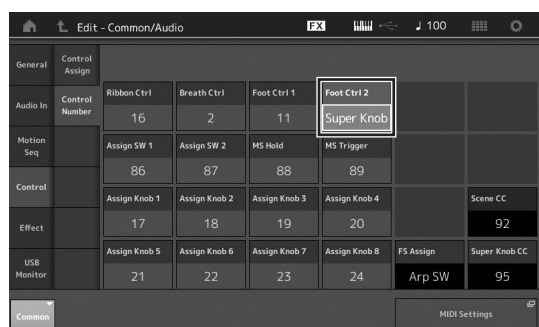 Edit - Common/Audio FX ♩ 100
General Control Assign
Audio In Control Number
Ribbon Ctrl Breath Ctrl Foot Ctrl 1 Foot Ctrl 2
16 2 11 Super Knob
Motion Seq
Assign SW 1 Assign SW 2 MS Hold MS Trigger
86 87 88 89
Control
Assign Knob 1 Assign Knob 2 Assign Knob 3 Assign Knob 4 Scene CC
Effect
17 18 19 20 92
Assign Knob 5 Assign Knob 6 Assign Knob 7 Assign Knob 8 FS Assign Super Knob CC
USB Monitor
21 22 23 24 Arp SW 95
Common MIDI Settings